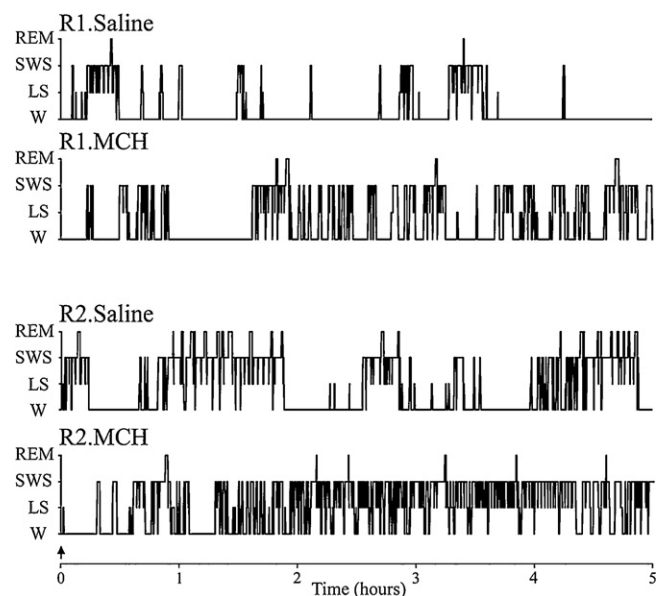 R1.Saline
REM
SWS
LS
W
R1.MCH
REM
SWS
LS
W
R2.Saline
REM
SWS
LS
W
R2.MCH
REM
SWS
LS
W
0 1 2 3 4 5
Time (hours)